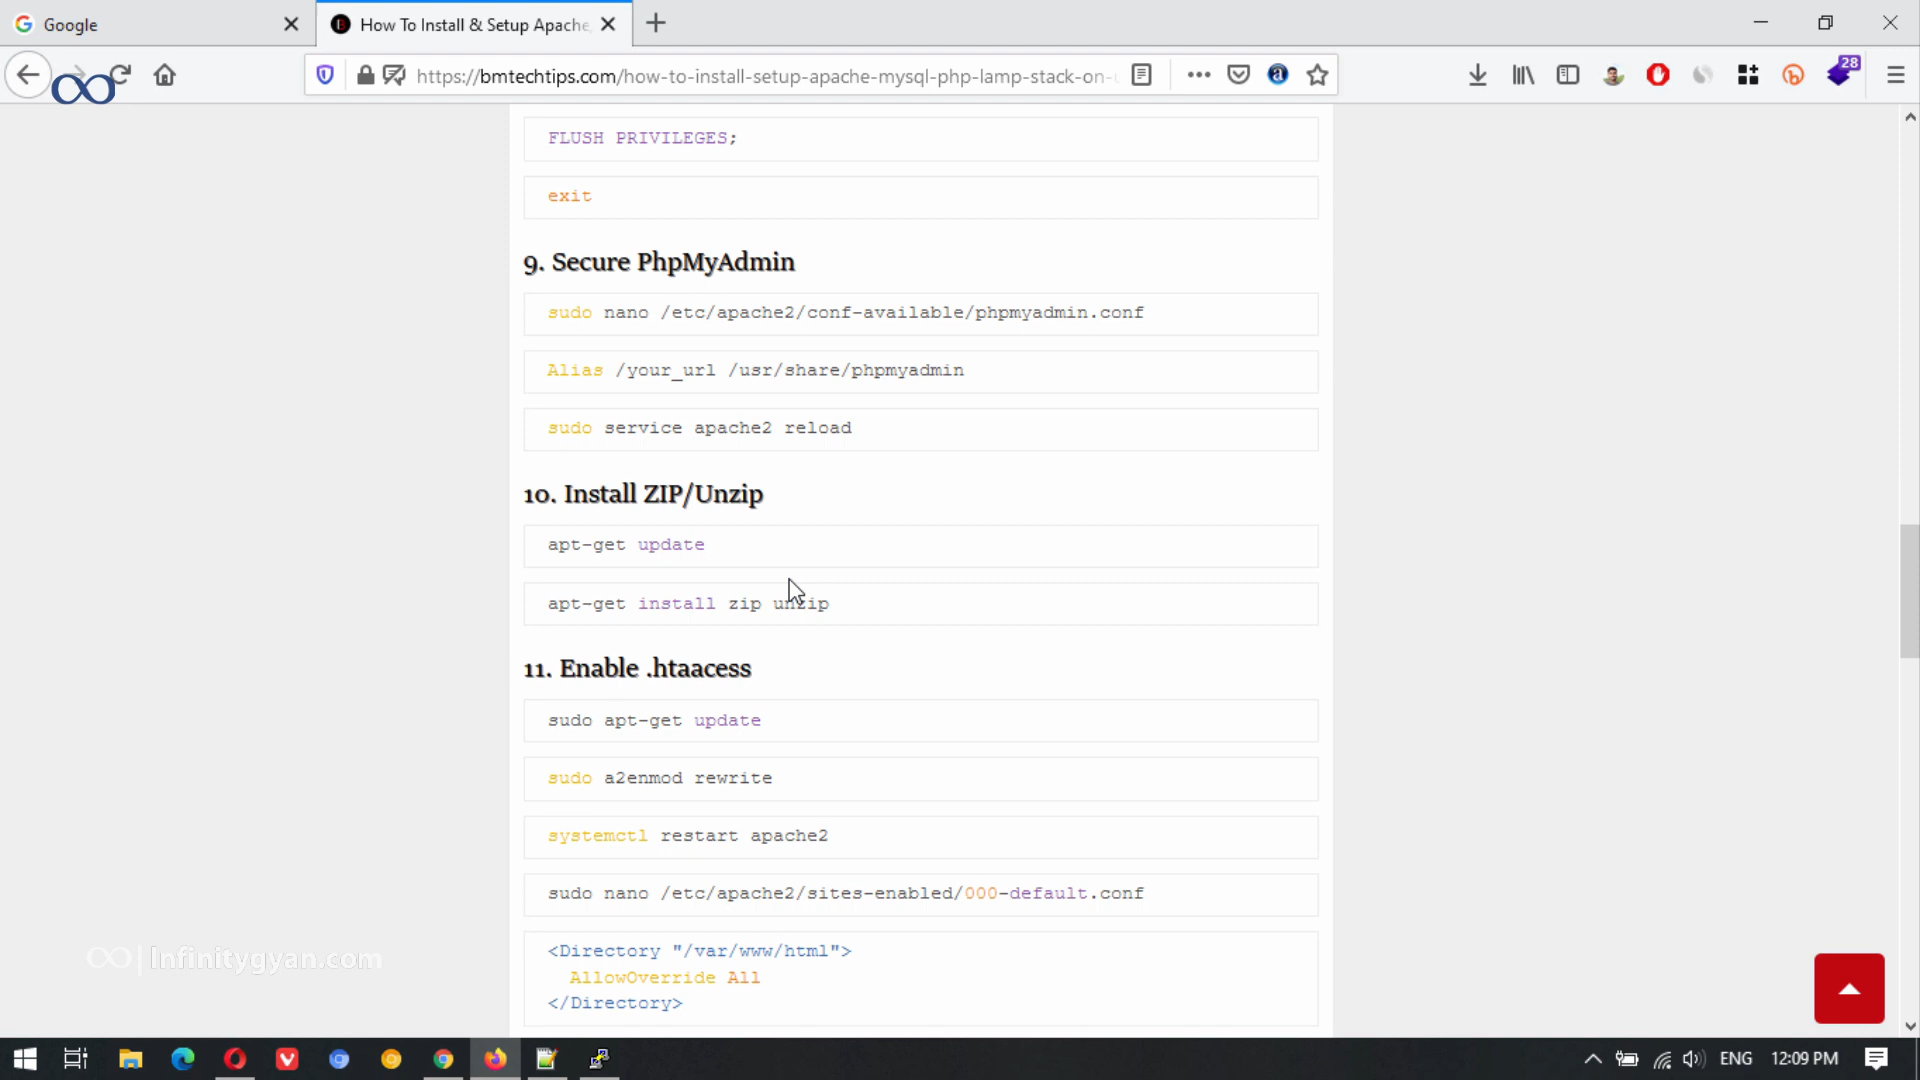 Google
How To Install & Setup Apache,
https://bmtechtips.com/how-to-install-setup-apache-mysql-php-lamp-stack-on-u
28
FLUSH PRIVILEGES;
exit
9. Secure PhpMyAdmin
sudo nano /etc/apache2/conf-available/phpmyadmin.conf
Alias /your_url /usr/share/phpmyadmin
sudo service apache2 reload
10. Install ZIP/Unzip
apt-get update
apt-get install zip unzip
11. Enable .htaacess
sudo apt-get update
sudo a2enmod rewrite
systemctl restart apache2
sudo nano /etc/apache2/sites-enabled/000-default.conf
<Directory "/var/www/html">
AllowOverride All
</Directory>
Infinitygyan.com
ENG 12:09 PM